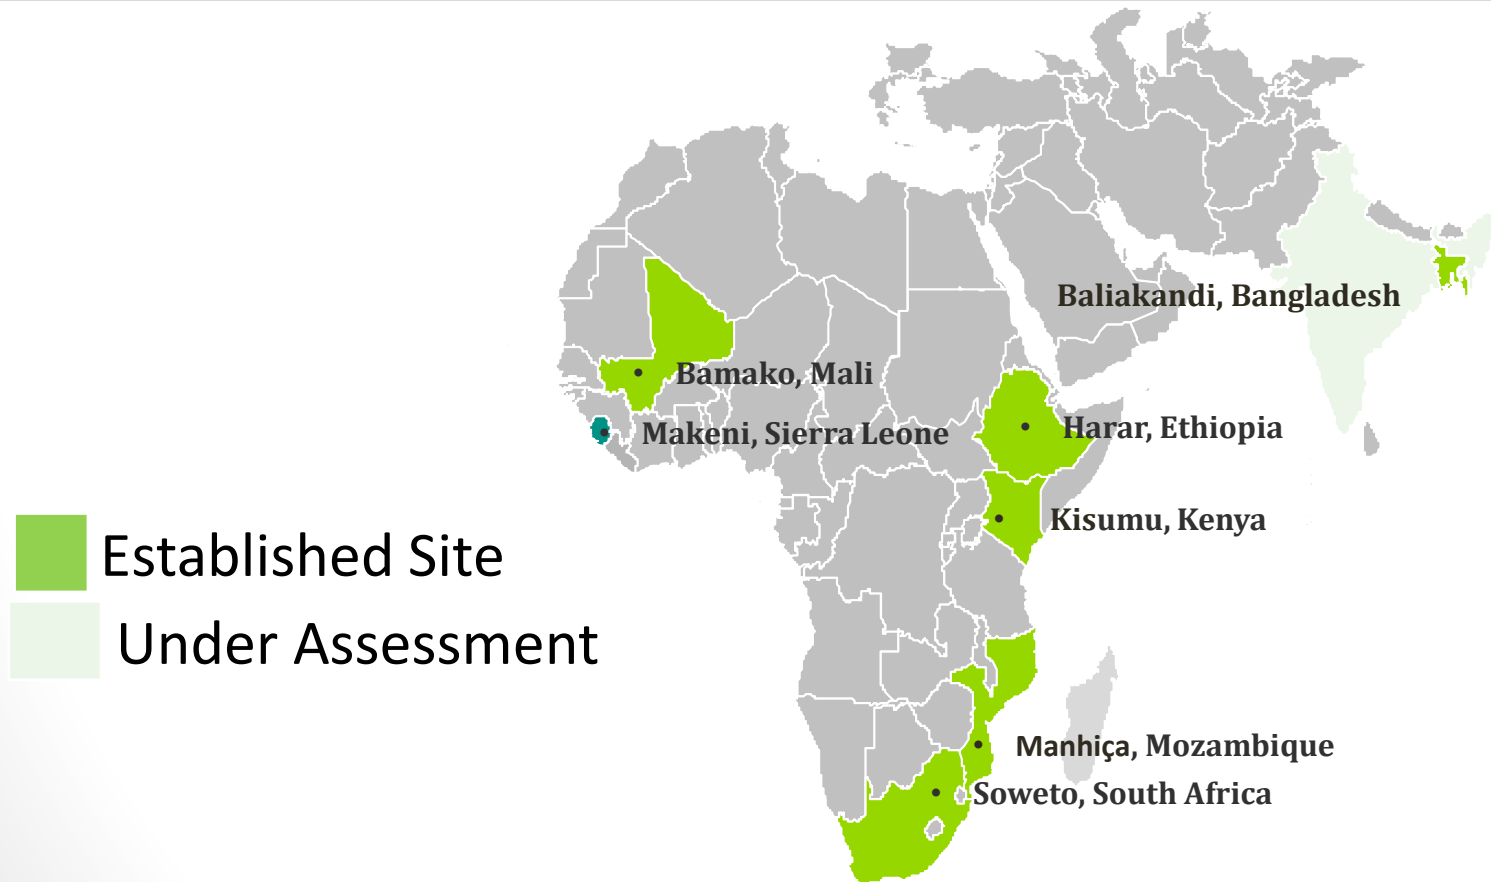 Baliakandi, Bangladesh
Bamako, Mali
Makeni, Sierra Leone
Harar, Ethiopia
Kisumu, Kenya
Established Site
Under Assessment
Manhiça, Mozambique
Soweto, South Africa